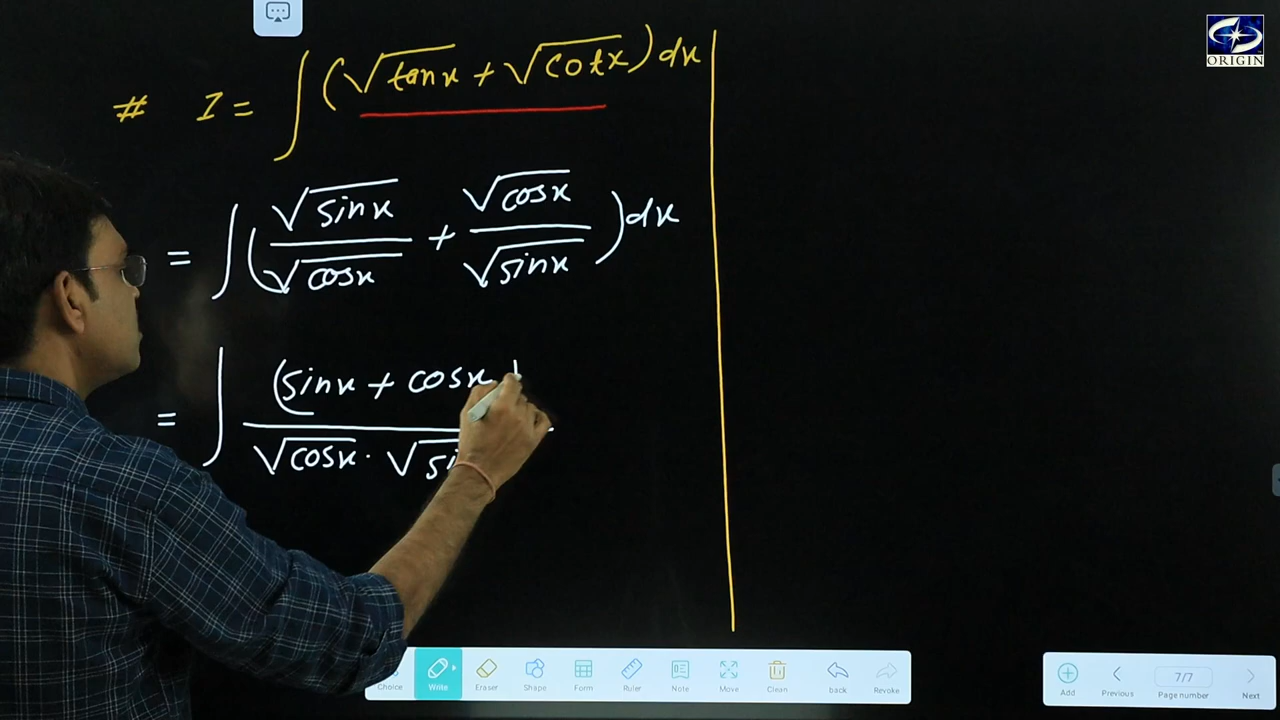 ORIGIN
# I = ∫ (√tanx + √cotx) dx
= ∫ (√sinx/√cosx + √cosx/√sinx) dx
= ∫ (sinx + cosx)/√cosx · √si
Choice Write Eraser Shape Form Ruler Note Move Clean back Revoke
Add Previous 7/7 Page number Next